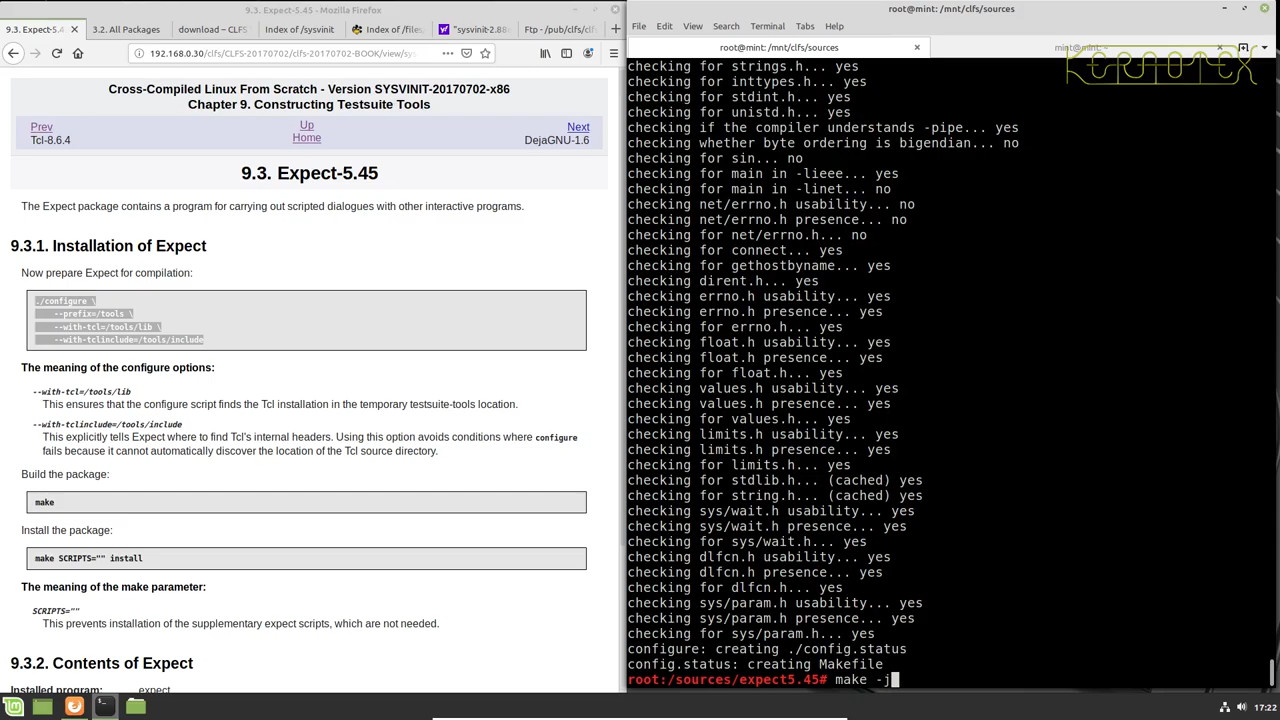 9.3. Expect-5.45 - Mozilla Firefox
9.3. Expect-5.4
3.2. All Packages
download – CLFS
Index of /sysvinit
Index of /files
"sysvinit-2.88
Ftp - /pub/clfs/c
192.168.0.30/clfs/CLFS-20170702/clfs-20170702-BOOK/view/sys
Cross-Compiled Linux From Scratch - Version SYSVINIT-20170702-x86
Chapter 9. Constructing Testsuite Tools
Prev
Up
Next
Tcl-8.6.4
Home
DejaGNU-1.6
9.3. Expect-5.45
The Expect package contains a program for carrying out scripted dialogues with other interactive programs.
9.3.1. Installation of Expect
Now prepare Expect for compilation:
./configure \
--prefix=/tools \
--with-tcl=/tools/lib \
--with-tclinclude=/tools/include
The meaning of the configure options:
--with-tcl=/tools/lib
This ensures that the configure script finds the Tcl installation in the temporary testsuite-tools location.
--with-tclinclude=/tools/include
This explicitly tells Expect where to find Tcl's internal headers. Using this option avoids conditions where configure
fails because it cannot automatically discover the location of the Tcl source directory.
Build the package:
make
Install the package:
make SCRIPTS="" install
The meaning of the make parameter:
SCRIPTS=""
This prevents installation of the supplementary expect scripts, which are not needed.
9.3.2. Contents of Expect
Installed program: expect
root@mint: /mnt/clfs/sources
File Edit View Search Terminal Tabs Help
root@mint: /mnt/clfs/sources
root@mint: ~
KERNOTEX
checking for strings.h... yes
checking for inttypes.h... yes
checking for stdint.h... yes
checking for unistd.h... yes
checking if the compiler understands -pipe... yes
checking whether byte ordering is bigendian... no
checking for sin... no
checking for main in -lieee... yes
checking for main in -linet... no
checking net/errno.h usability... no
checking net/errno.h presence... no
checking for net/errno.h... no
checking for connect... yes
checking for gethostbyname... yes
checking dirent.h... yes
checking errno.h usability... yes
checking errno.h presence... yes
checking for errno.h... yes
checking float.h usability... yes
checking float.h presence... yes
checking for float.h... yes
checking values.h usability... yes
checking values.h presence... yes
checking for values.h... yes
checking limits.h usability... yes
checking limits.h presence... yes
checking for limits.h... yes
checking for stdlib.h... (cached) yes
checking for string.h... (cached) yes
checking sys/wait.h usability... yes
checking sys/wait.h presence... yes
checking for sys/wait.h... yes
checking dlfcn.h usability... yes
checking dlfcn.h presence... yes
checking for dlfcn.h... yes
checking sys/param.h usability... yes
checking sys/param.h presence... yes
checking for sys/param.h... yes
configure: creating ./config.status
config.status: creating Makefile
root:/sources/expect5.45# make -j
17:22